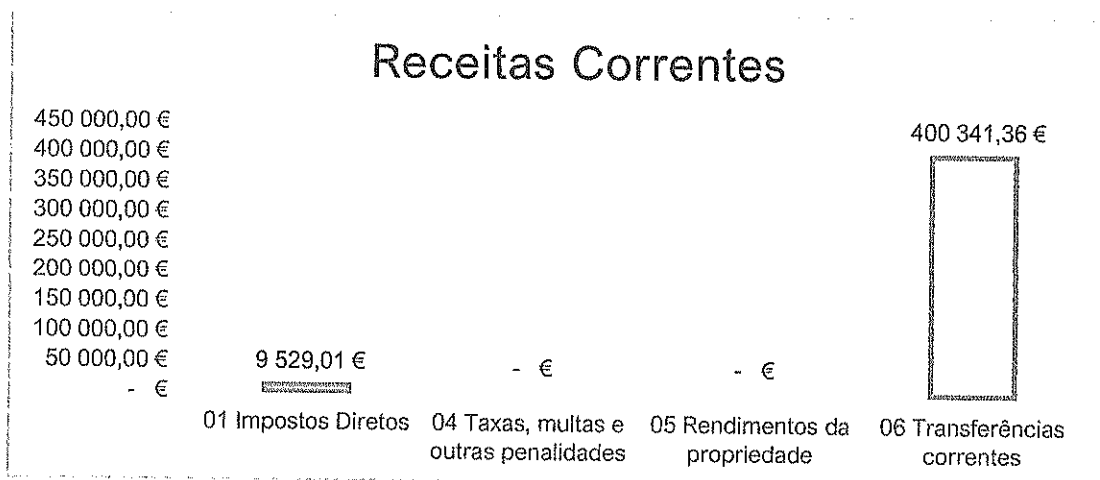 Receitas Correntes
450 000,00 €
400 000,00 €
350 000,00 €
300 000,00 €
250 000,00 €
200 000,00 €
150 000,00 €
100 000,00 €
50 000,00 €
- €
9 529,01 €
- €
- €
400 341,36 €
01 Impostos Diretos
04 Taxas, multas e
outras penalidades
05 Rendimentos da
propriedade
06 Transferências
correntes